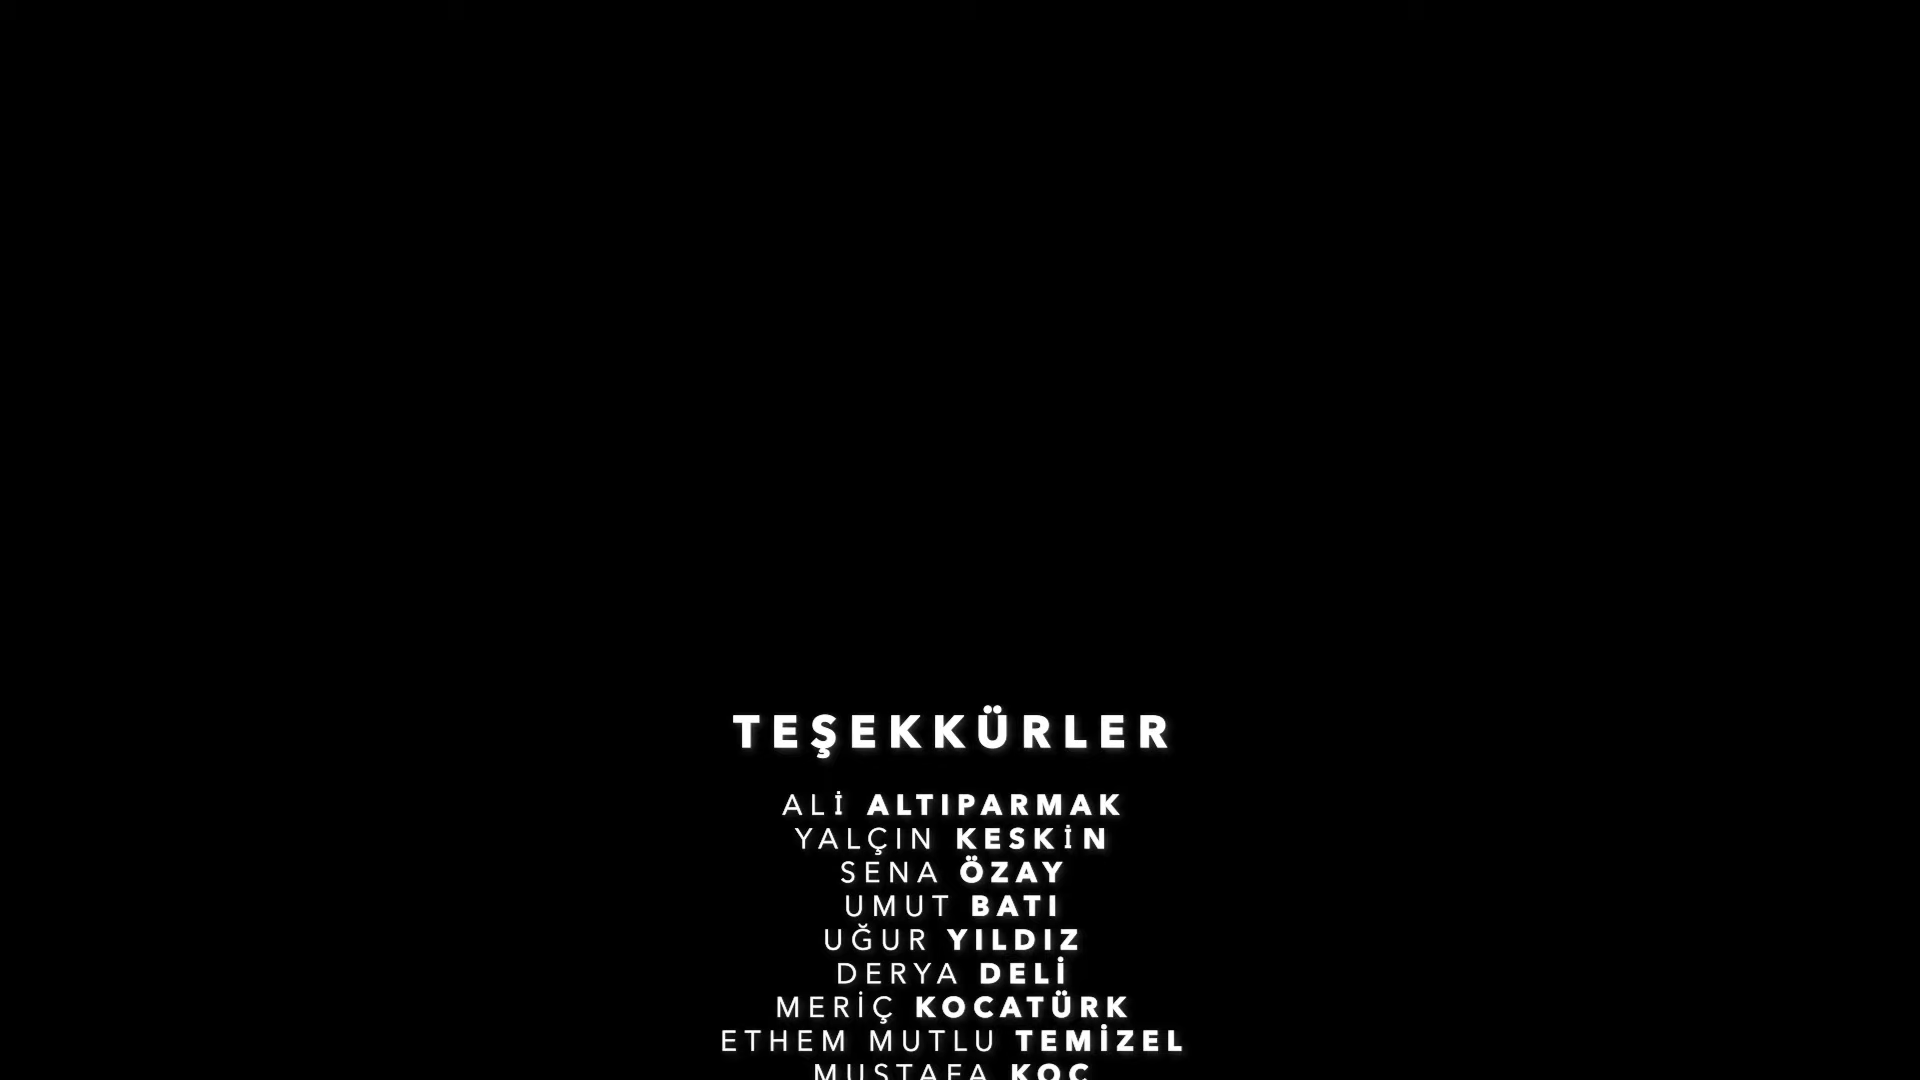 TEŞEKKÜRLER
ALİ ALTIPARMAK
YALÇIN KESKİN
SENA ÖZAY
UMUT BATI
UĞUR YILDIZ
DERYA DELİ
MERİÇ KOCATÜRK
ETHEM MUTLU TEMİZEL
MUSTAFA